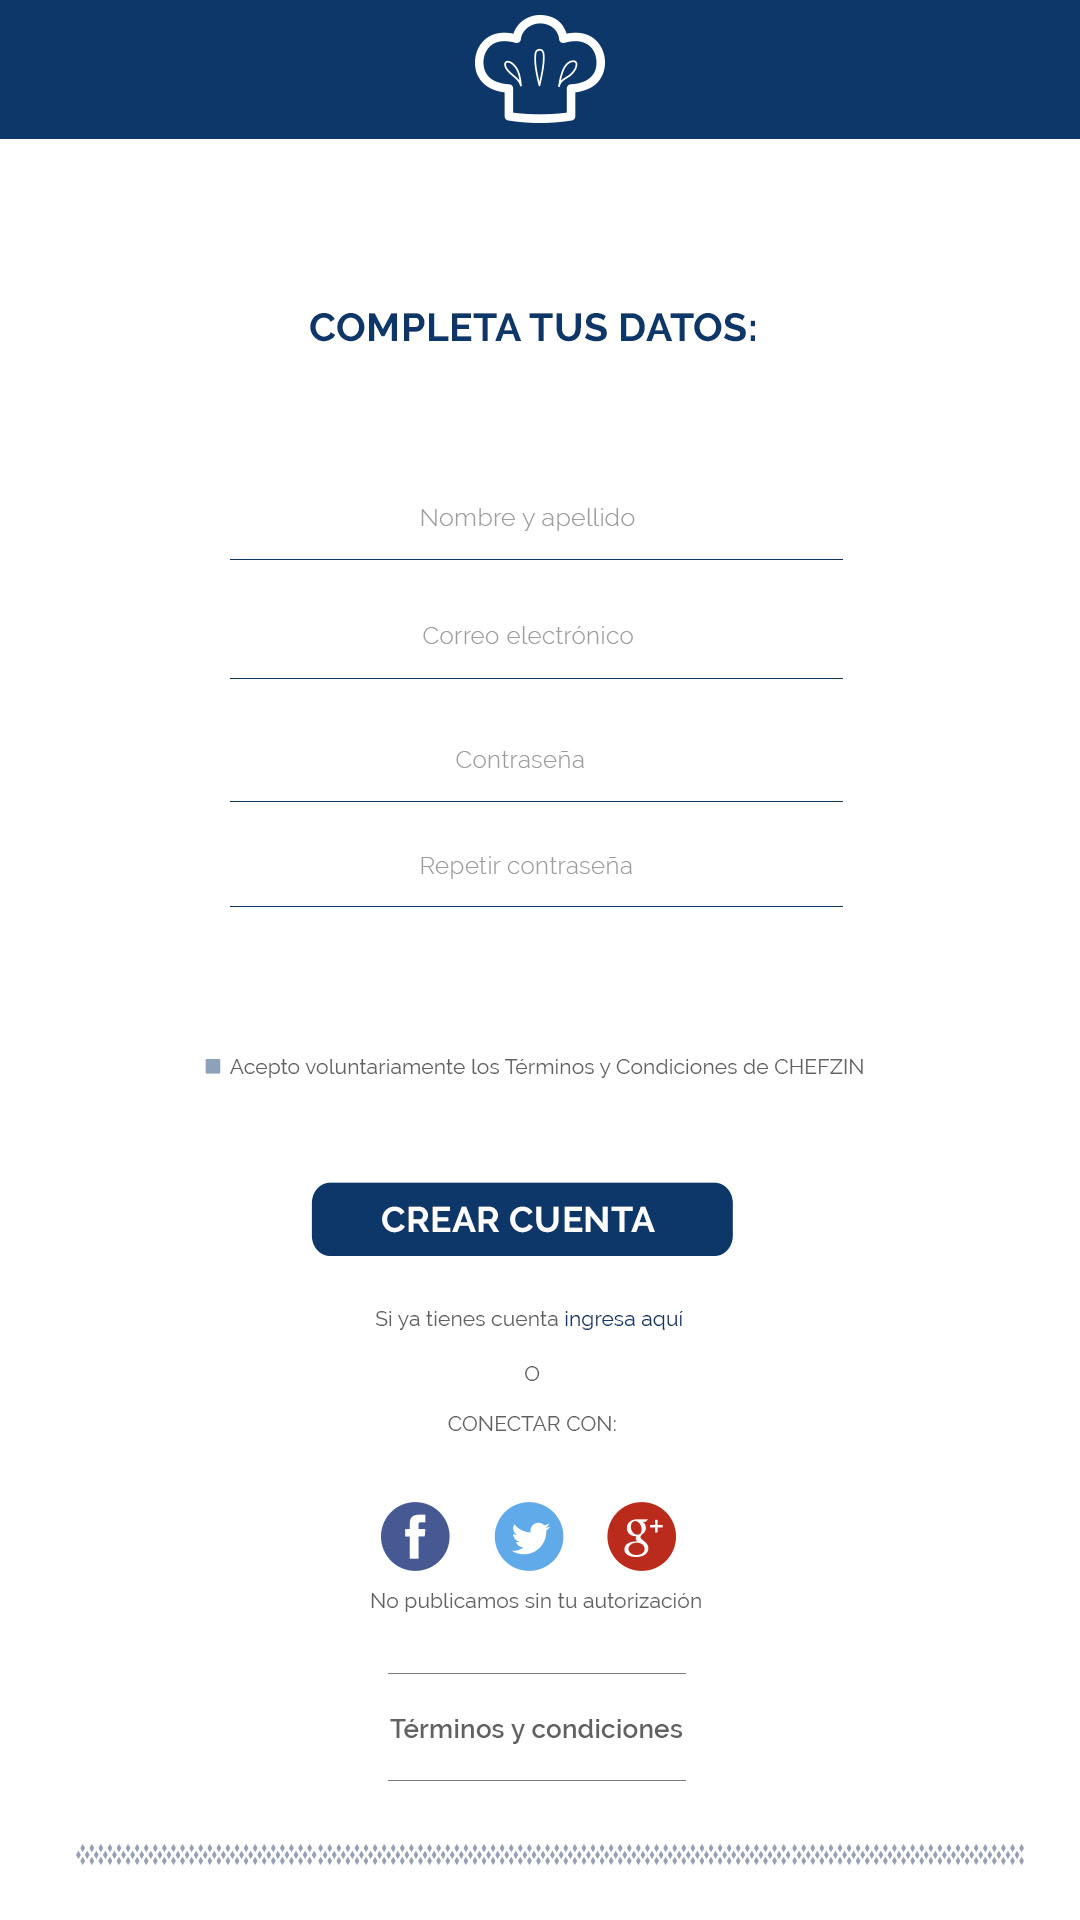 COMPLETA TUS DATOS:
Nombre y apellido
Correo electrónico
Contraseña
Repetir contraseña
Acepto voluntariamente los Términos y Condiciones de CHEFZIN
CREAR CUENTA
Si ya tienes cuenta ingresa aquí
O
CONECTAR CON:
f g+
No publicamos sin tu autorización
Términos y condiciones